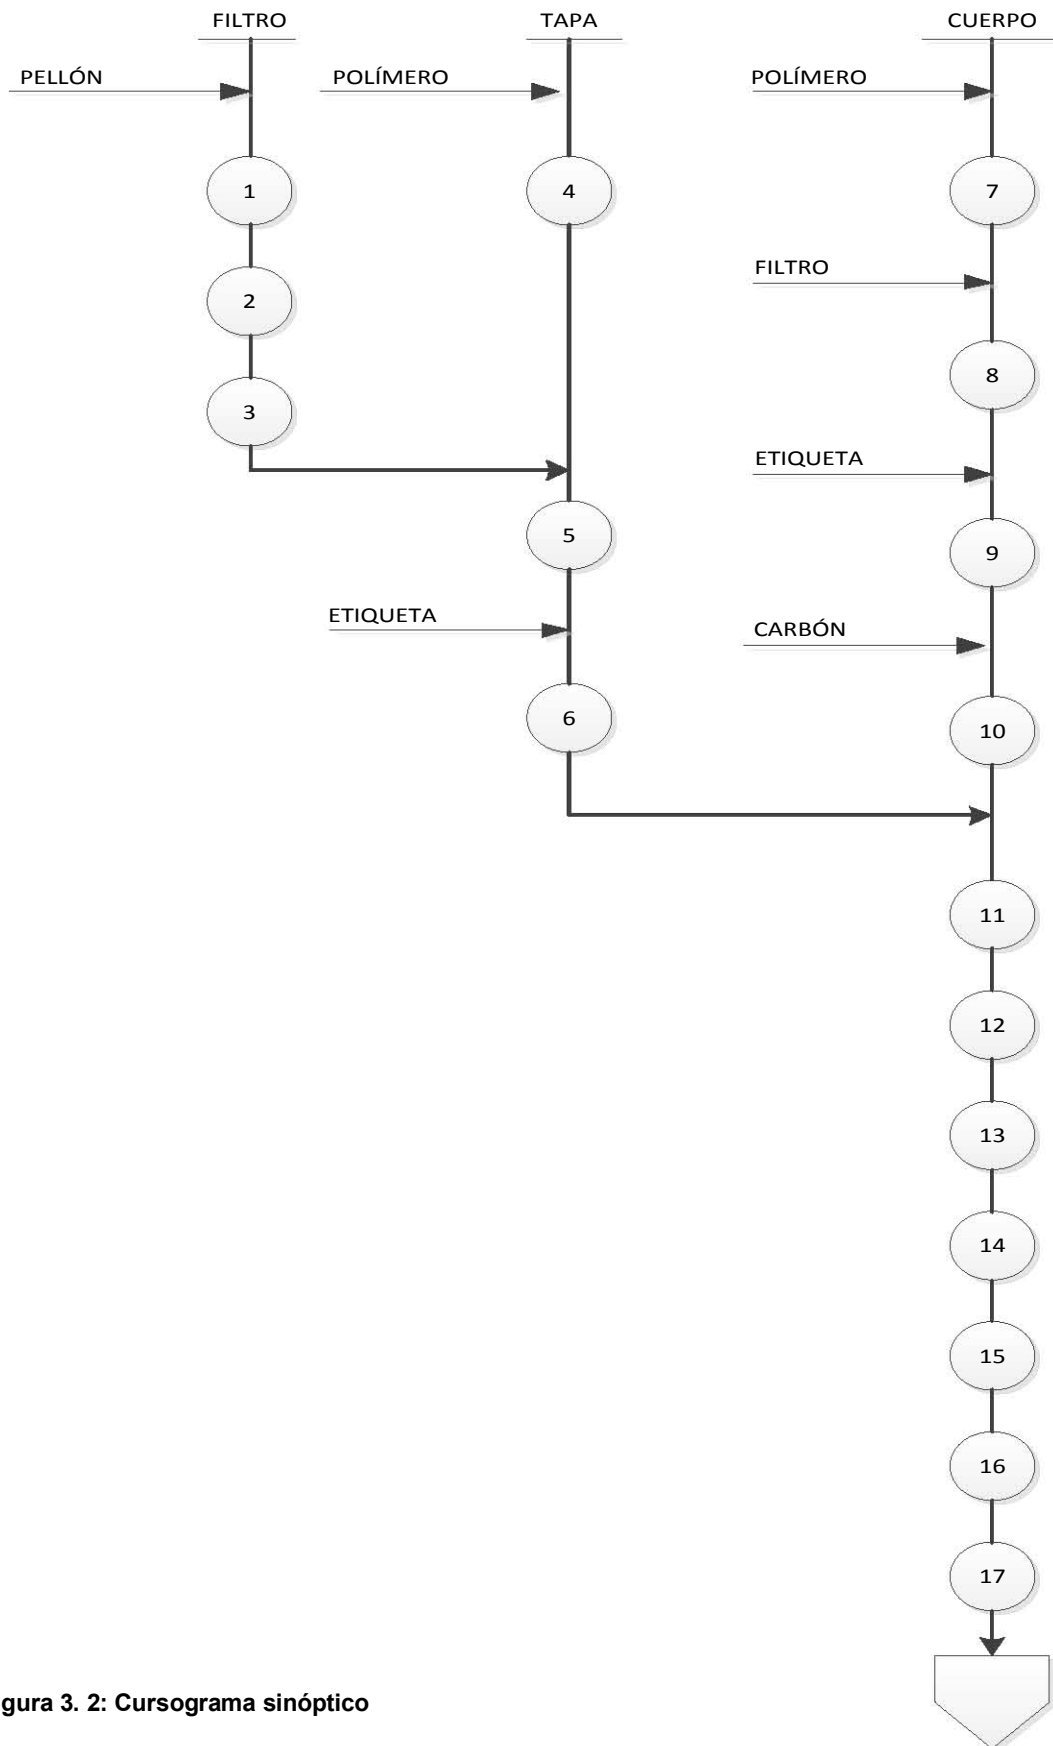 FILTRO
TAPA
CUERPO
PELLÓN
POLÍMERO
POLÍMERO
1
4
7
FILTRO
2
8
3
ETIQUETA
5
9
ETIQUETA
CARBÓN
6
10
11
12
13
14
15
16
17
gura 3. 2: Cursograma sinóptico